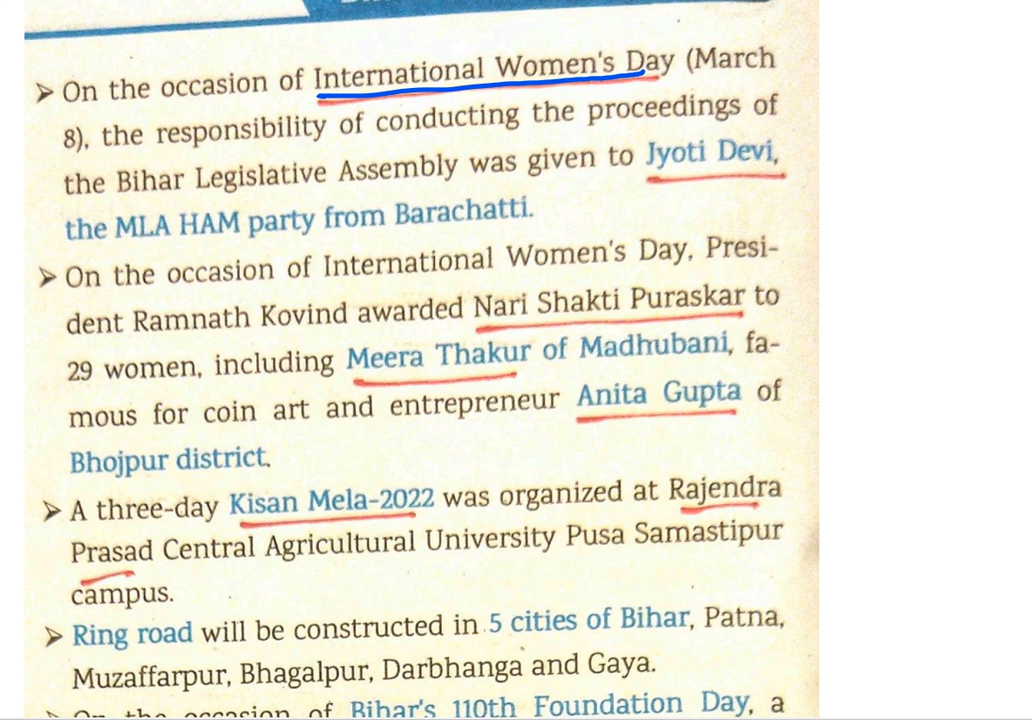 ➤ On the occasion of International Women's Day (March
8), the responsibility of conducting the proceedings of
the Bihar Legislative Assembly was given to Jyoti Devi,
the MLA HAM party from Barachatti.
➤ On the occasion of International Women's Day, Presi-
dent Ramnath Kovind awarded Nari Shakti Puraskar to
29 women, including Meera Thakur of Madhubani, fa-
mous for coin art and entrepreneur Anita Gupta of
Bhojpur district.
➤ A three-day Kisan Mela-2022 was organized at Rajendra
Prasad Central Agricultural University Pusa Samastipur
campus.
➤ Ring road will be constructed in 5 cities of Bihar, Patna,
Muzaffarpur, Bhagalpur, Darbhanga and Gaya.
➤ On the occasion of Bihar's 110th Foundation Day, a